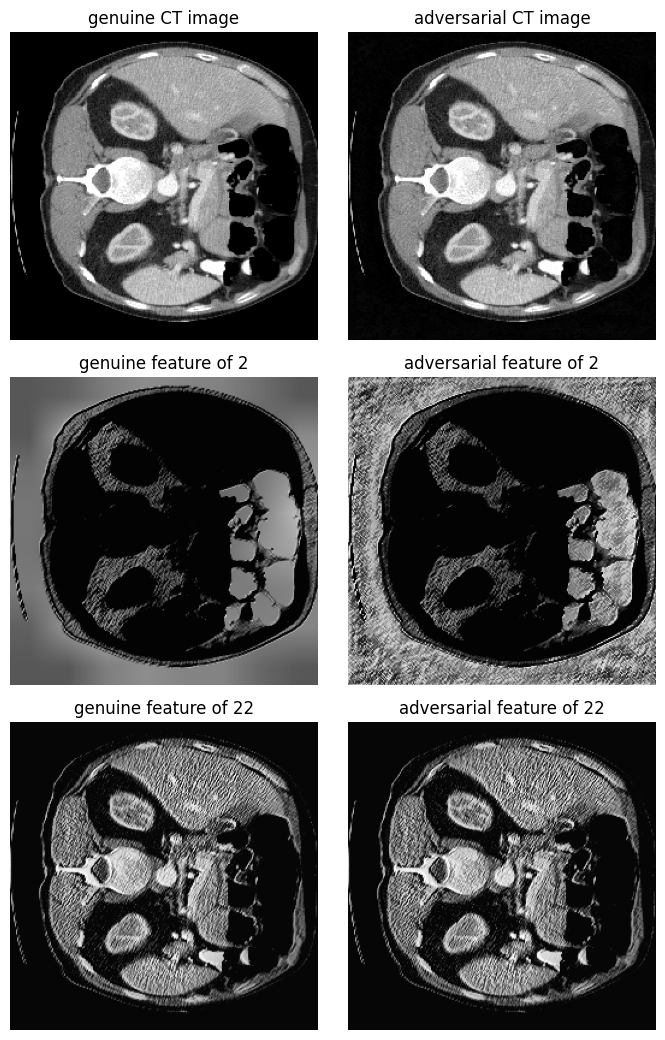 genuine CT image
adversarial CT image
genuine feature of 2
adversarial feature of 2
genuine feature of 22
adversarial feature of 22